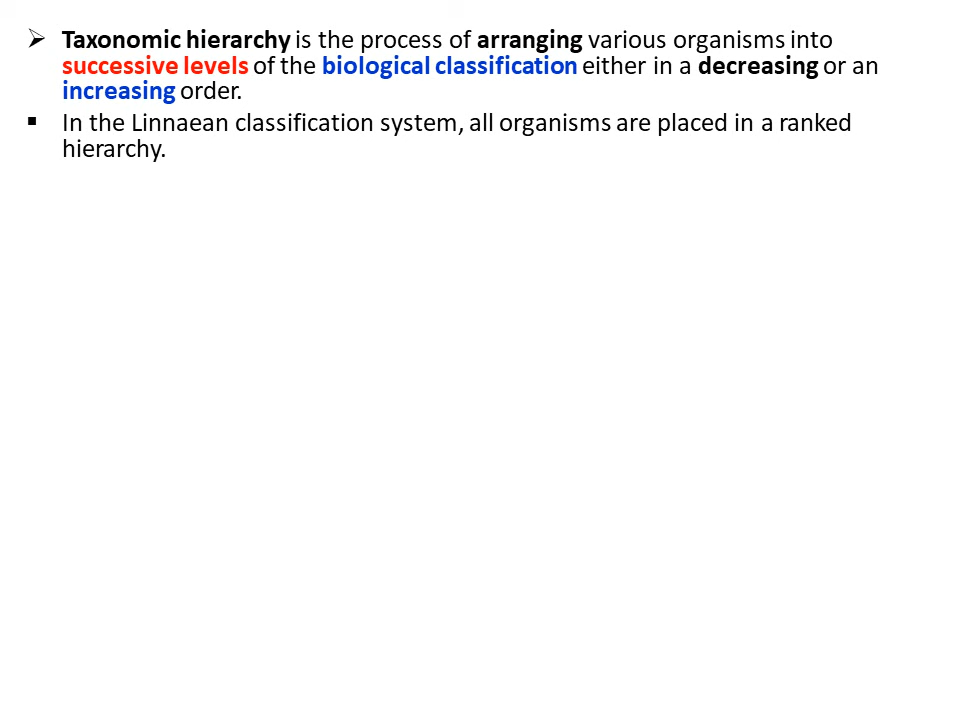 ➢ Taxonomic hierarchy is the process of arranging various organisms into
successive levels of the biological classification either in a decreasing or an
increasing order.
▪ In the Linnaean classification system, all organisms are placed in a ranked
hierarchy.